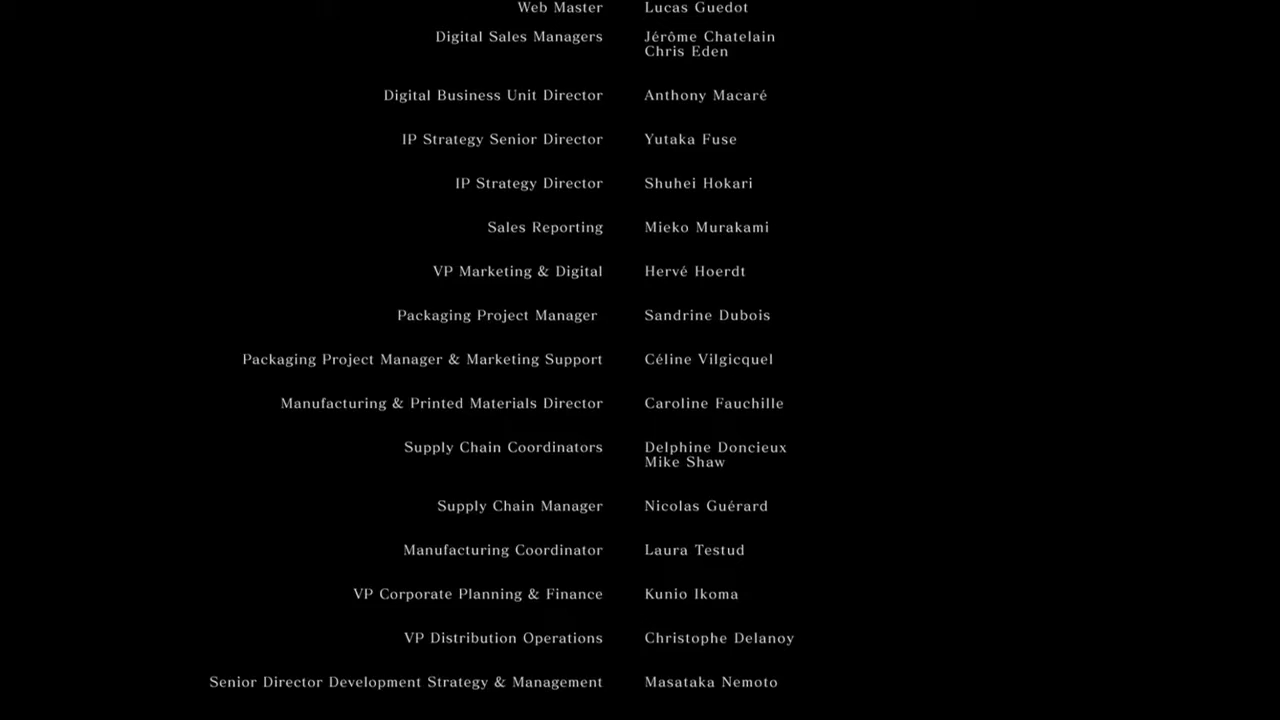 Web Master Lucas Guedot
Digital Sales Managers Jérôme Chatelain
Chris Eden
Digital Business Unit Director Anthony Macaré
IP Strategy Senior Director Yutaka Fuse
IP Strategy Director Shuhei Hokari
Sales Reporting Mieko Murakami
VP Marketing & Digital Hervé Hoerdt
Packaging Project Manager Sandrine Dubois
Packaging Project Manager & Marketing Support Céline Vilgicquel
Manufacturing & Printed Materials Director Caroline Fauchille
Supply Chain Coordinators Delphine Doncieux
Mike Shaw
Supply Chain Manager Nicolas Guérard
Manufacturing Coordinator Laura Testud
VP Corporate Planning & Finance Kunio Ikoma
VP Distribution Operations Christophe Delanoy
Senior Director Development Strategy & Management Masataka Nemoto